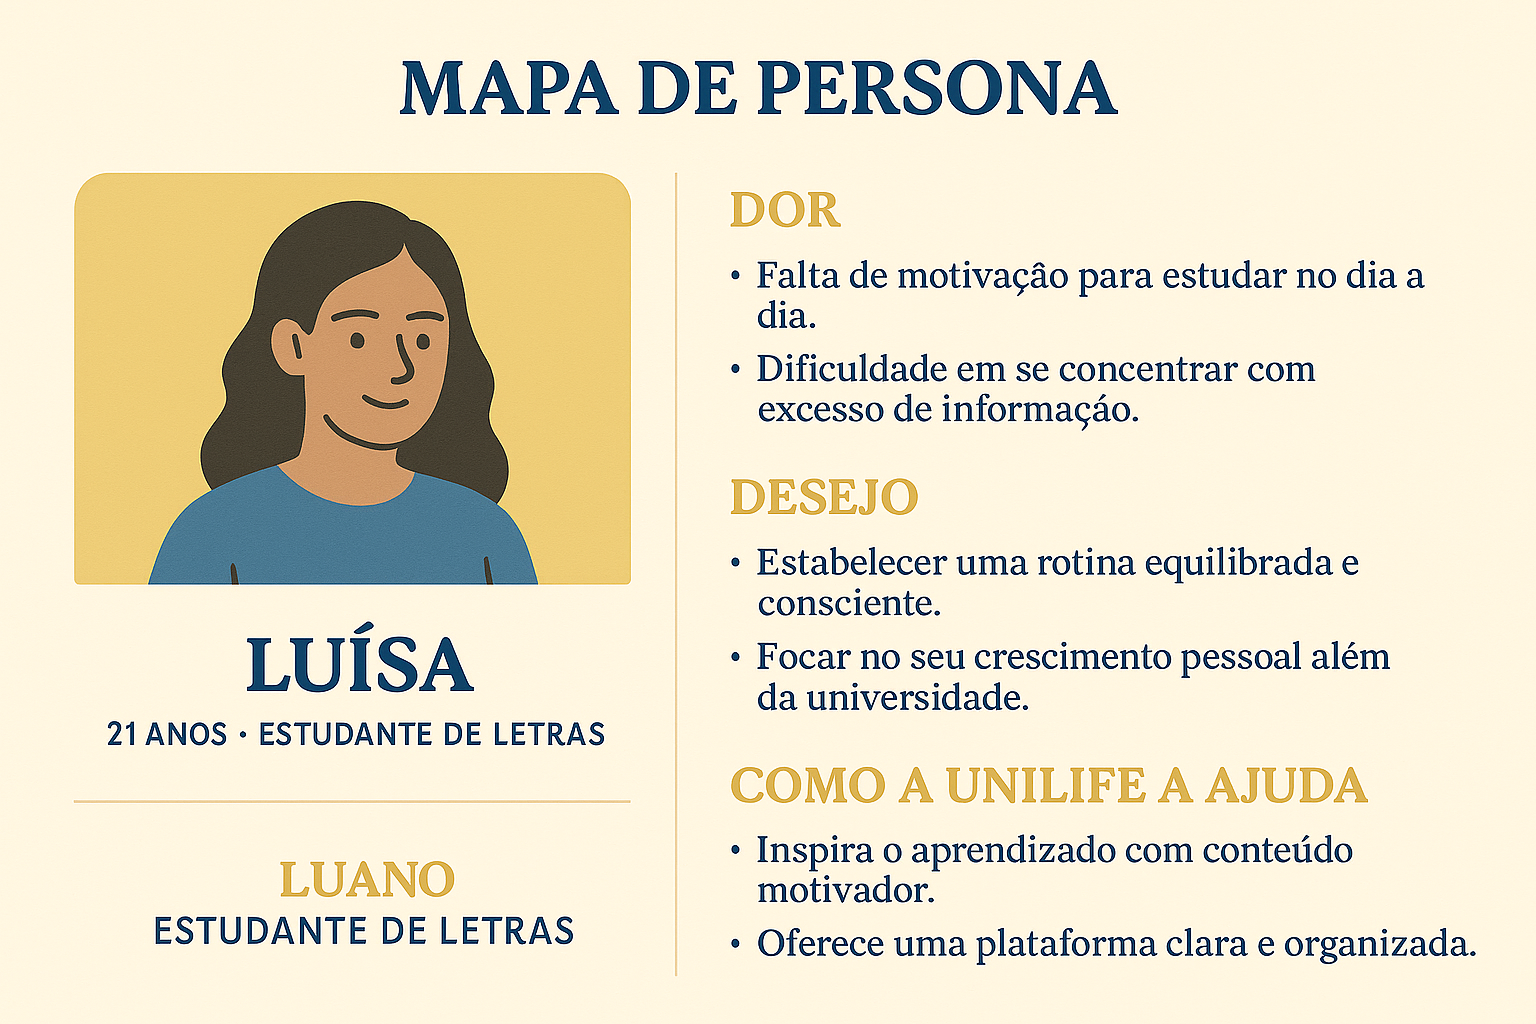 MAPA DE PERSONA
LUÍSA
21 ANOS • ESTUDANTE DE LETRAS
LUANO
ESTUDANTE DE LETRAS
DOR
• Falta de motivaçâo para estudar no dia a
dia.
• Dificuldade em se concentrar com
excesso de informaçáo.
DESEJO
• Estabelecer uma rotina equilibrada e
consciente.
• Focar no seu crescimento pessoal além
da universidade.
COMO A UNILIFE A AJUDA
• Inspira o aprendizado com conteúdo
motivador.
• Oferece uma plataforma clara e organizada.